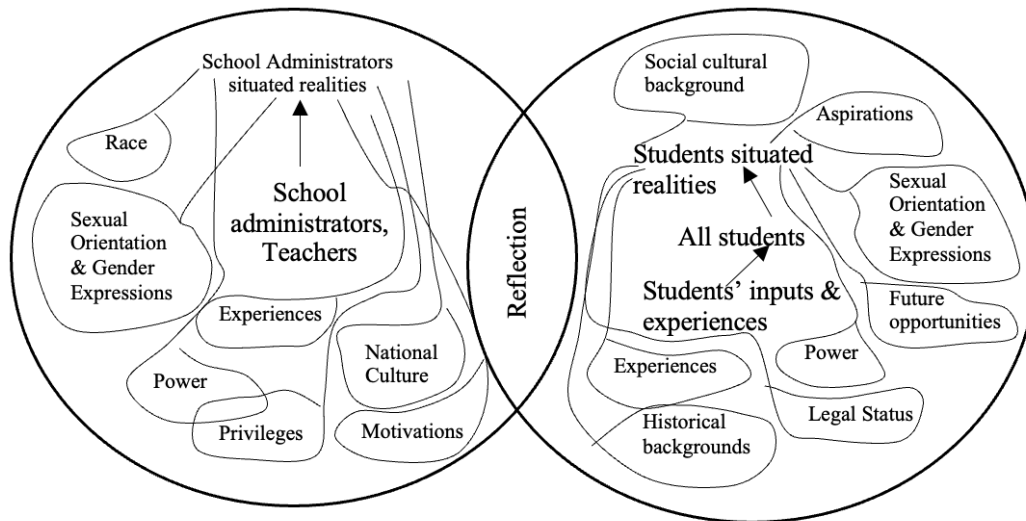 School Administrators
situated realities
Race
School
administrators,
Teachers
Sexual
Orientation
& Gender
Expressions
Experiences
Power
National
Culture
Privileges
Motivations
Reflection
Social cultural
background
Aspirations
Students situated
realities
Sexual
Orientation
& Gender
Expressions
All students
Students’ inputs &
experiences
Future
opportunities
Experiences
Power
Legal Status
Historical
backgrounds